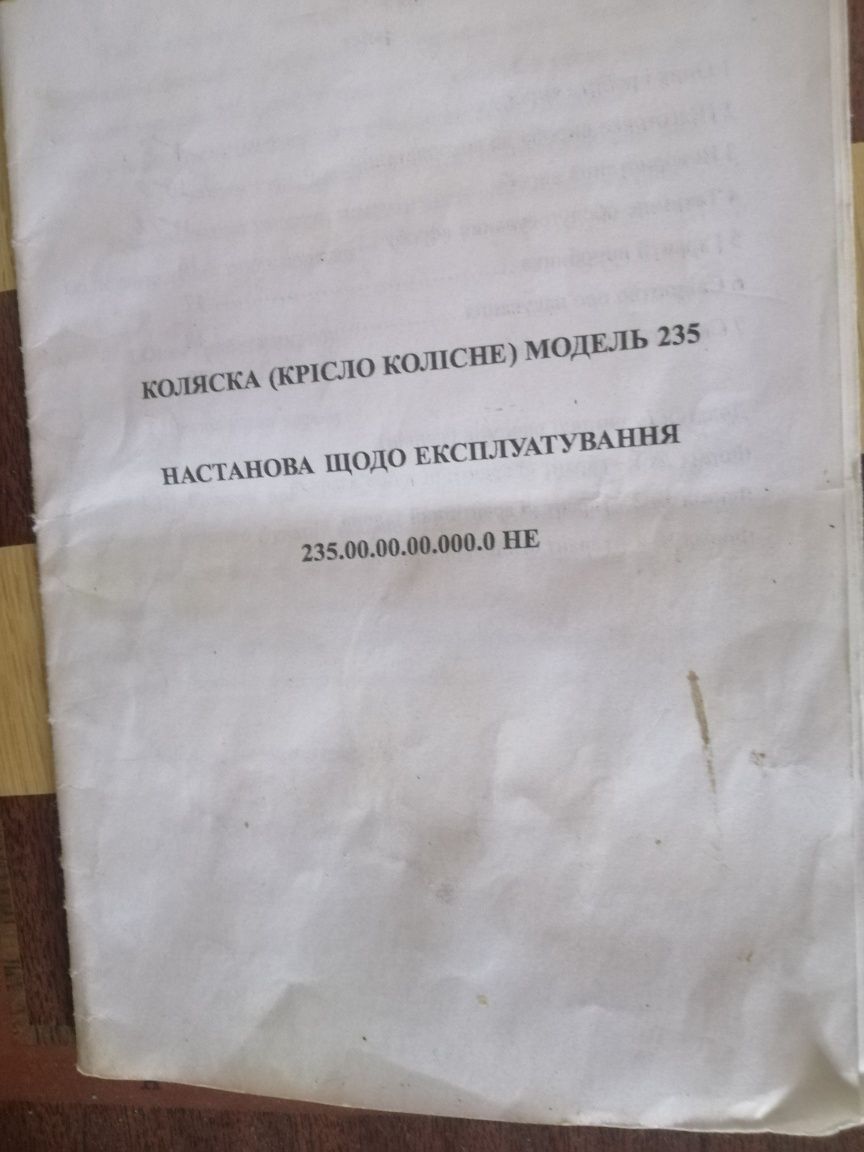 КОЛЯСКА (КРІСЛО КОЛІСНЕ) МОДЕЛЬ 235
НАСТАНОВА ЩОДО ЕКСПЛУАТУВАННЯ
235.00.00.00.000.0 НЕ